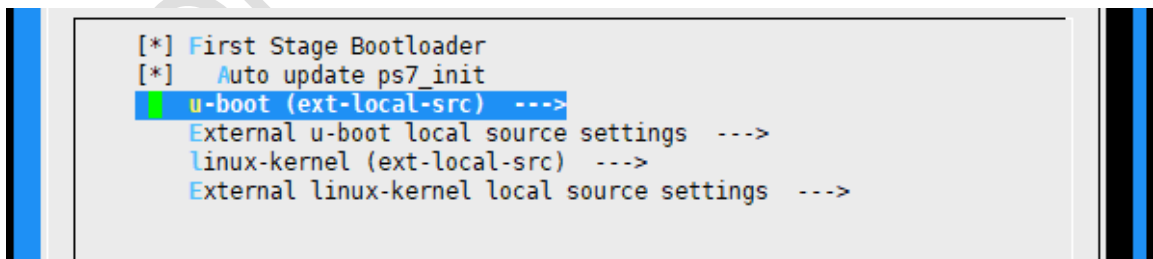 [*] First Stage Bootloader
[*]   Auto update ps7_init
u-boot (ext-local-src)  --->
External u-boot local source settings  --->
linux-kernel (ext-local-src)  --->
External linux-kernel local source settings  --->